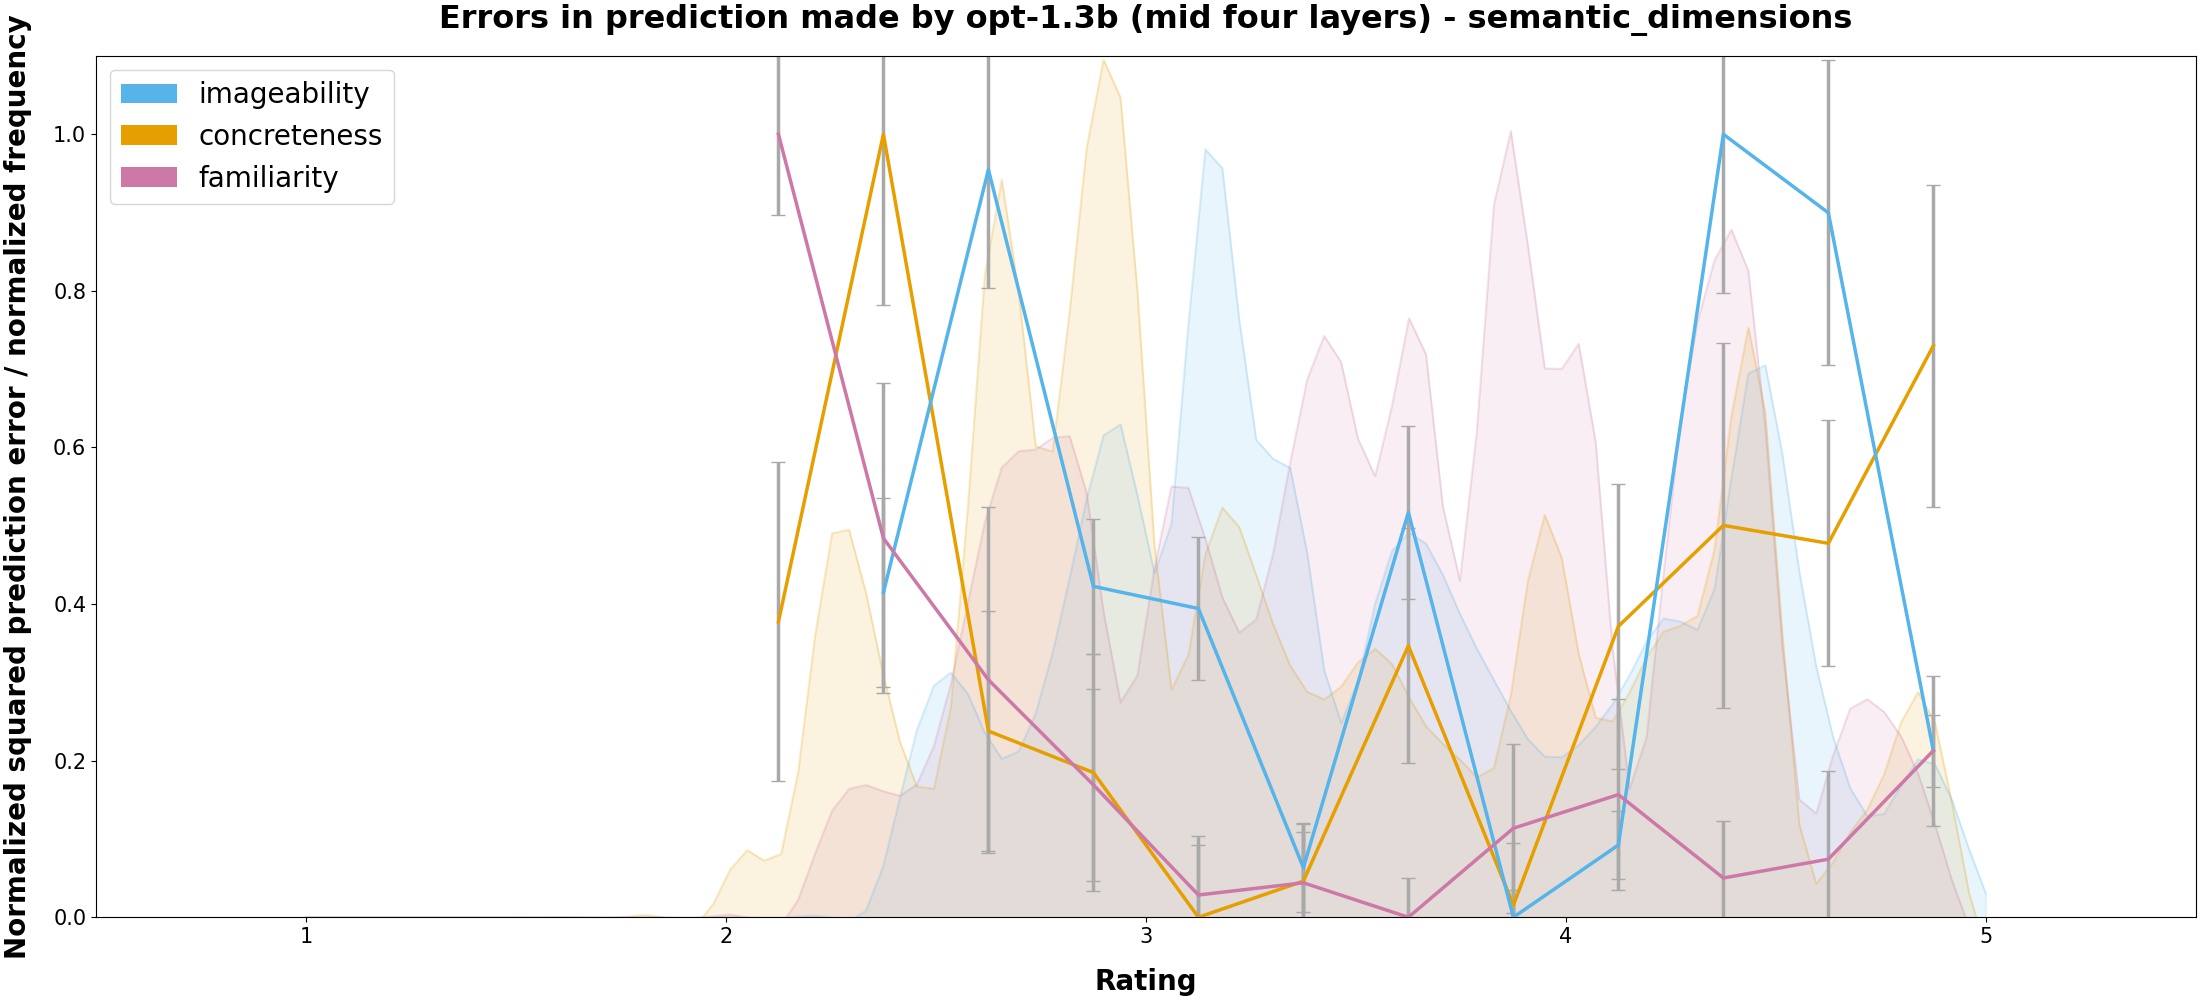 Errors in prediction made by opt-1.3b (mid four layers) - semantic_dimensions
Normalized squared prediction error / normalized frequency
imageability
concreteness
familiarity
1.0
0.8
0.6
0.4
0.2
0.0
1 2 3 4 5
Rating